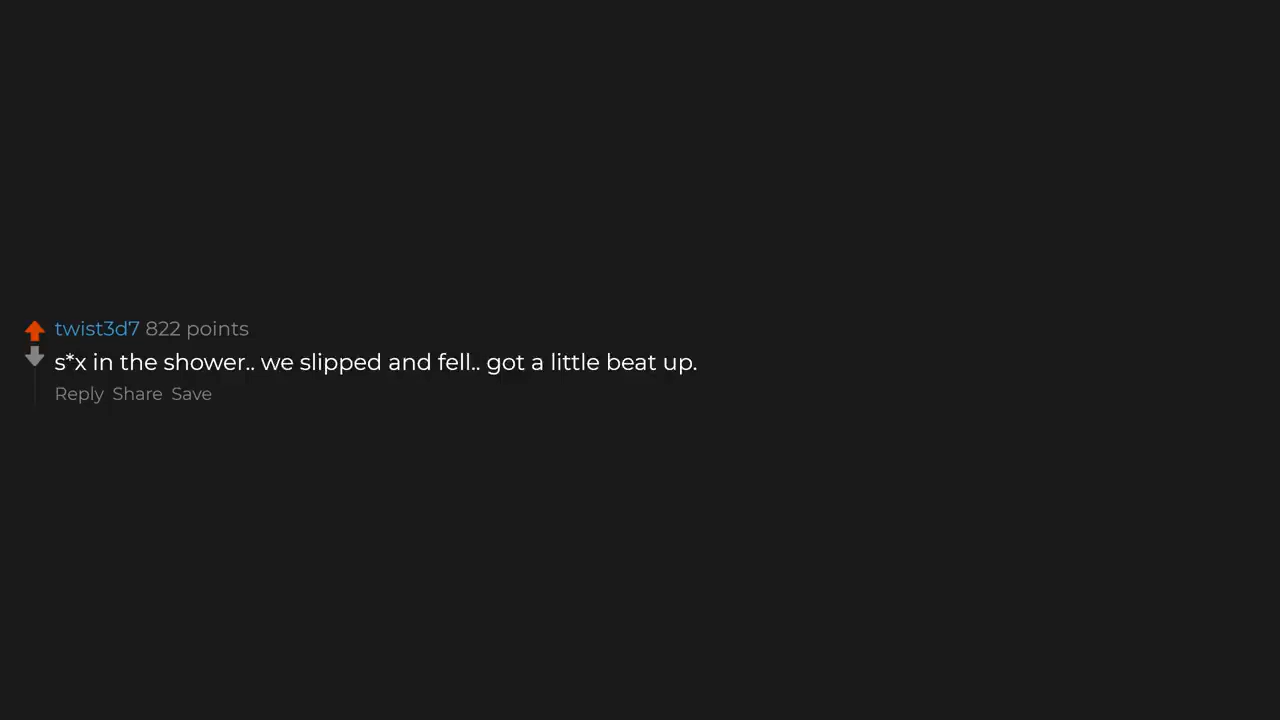 twist3d7 822 points
s*x in the shower.. we slipped and fell.. got a little beat up.
Reply Share Save